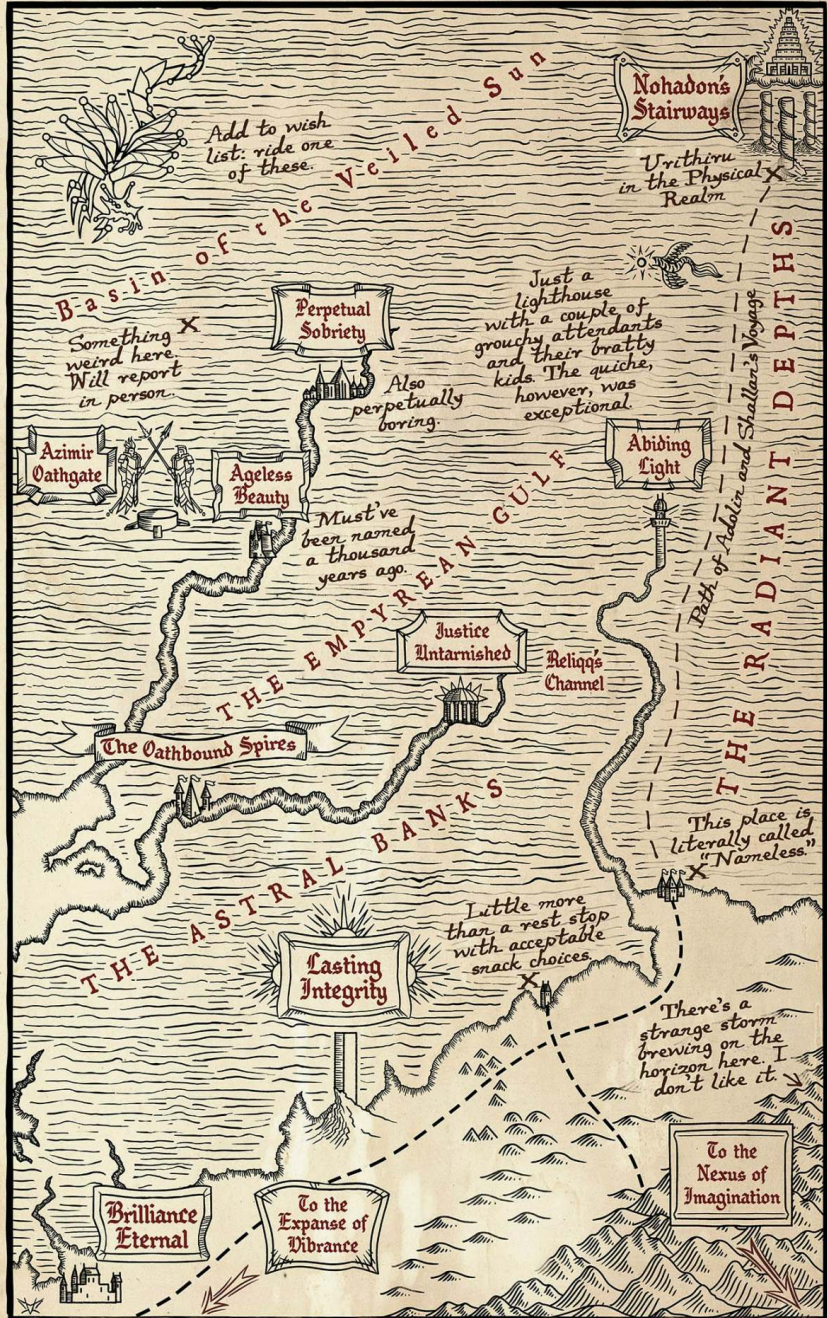 Nohadon's
Stairways
Add to wish
list: ride one
of these.
Basin of the Veiled Sun
Urithiru
in the Physical
Realm
Just a
lighthouse
with a couple of
grouchy attendants
and their bratty
kids. The quiche,
however, was
exceptional.
Perpetual
Sobriety
Something
weird here.
Will report
in person.
Also
perpetually
boring.
Azimir
Oathgate
Ageless
Beauty
Abiding
Light
Must've
been named
a thousand
years ago.
THE EMPYREAN GULF
Path of Adolin and Shallan's Voyage
THE RADIANT DEPTHS
Justice
Untarnished
Reliqq's
Channel
The Oathbound Spires
THE ASTRAL BANKS
This place is
literally called
"Nameless."
Little more
than a rest stop
with acceptable
snack choices.
Lasting
Integrity
There's a
strange storm
brewing on the
horizon here. I
don't like it.
To the
Nexus of
Imagination
Brilliance
Eternal
To the
Expanse of
Vibrance